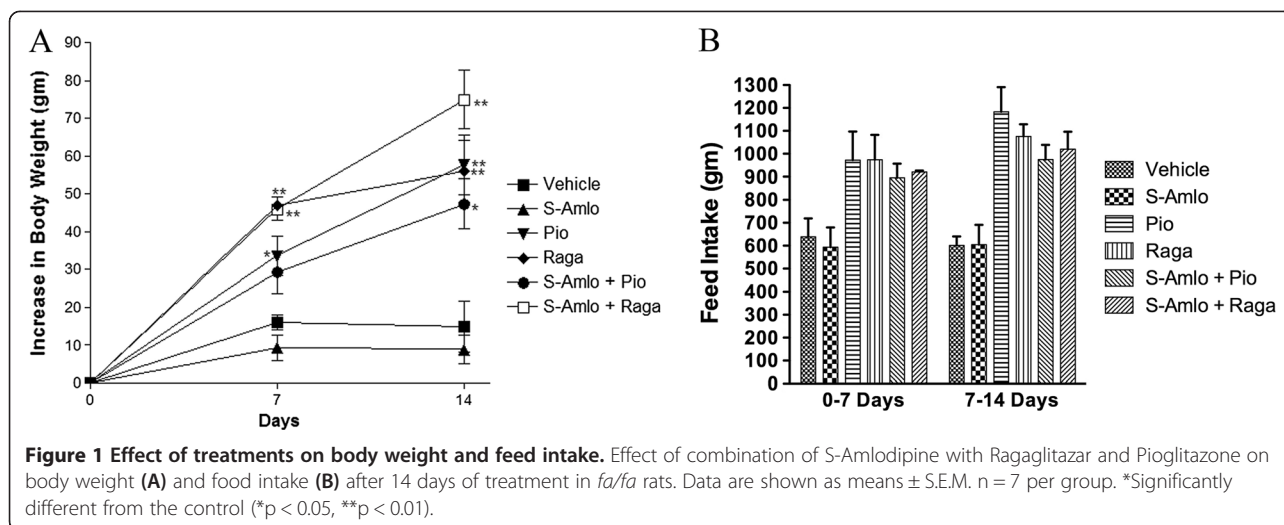 A
Increase in Body Weight (gm)
90
80
70
60
50
40
30
20
10
0
**
**
*
**
**
**
*
0
7
14
Days
Vehicle
S-Amlo
Pio
Raga
S-Amlo + Pio
S-Amlo + Raga
B
Feed Intake (gm)
1300
1200
1100
1000
900
800
700
600
500
400
300
200
100
0
0-7 Days
7-14 Days
Vehicle
S-Amlo
Pio
Raga
S-Amlo + Pio
S-Amlo + Raga
Figure 1 Effect of treatments on body weight and feed intake. Effect of combination of S-Amlodipine with Ragaglitazar and Pioglitazone on
body weight (A) and food intake (B) after 14 days of treatment in fa/fa rats. Data are shown as means ± S.E.M. n = 7 per group. *Significantly
different from the control (*p < 0.05, **p < 0.01).